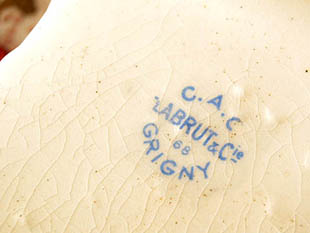 C.A.C
LABRUT & Cie
68
GRIGNY